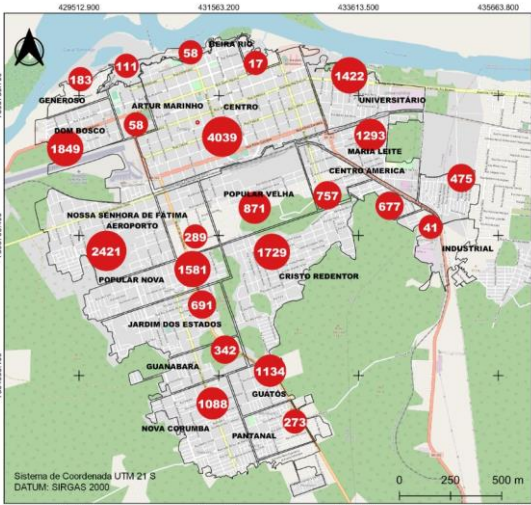 429512.900 431563.200 433613.500 435663.800
BEIRA RIO
58
17
111
183
1422
GENEROSO
ARTUR MARINHO
CENTRO
UNIVERSITÁRIO
DOM BOSCO
58
4039
1293
1849
MARIA LEITE
CENTRO AMERICA
475
POPULAR VELHA
757
677
871
NOSSA SENHORA DE FÁTIMA
AEROPORTO
41
289
2421
1729
INDUSTRIAL
1581
POPULAR NOVA
CRISTO REDENTOR
691
JARDIM DOS ESTADOS
342
GUANABARA
1134
GUATÓS
1088
273
NOVA CORUMBA
PANTANAL
Sistema de Coordenada UTM 21 S
DATUM: SIRGAS 2000
0 250 500 m